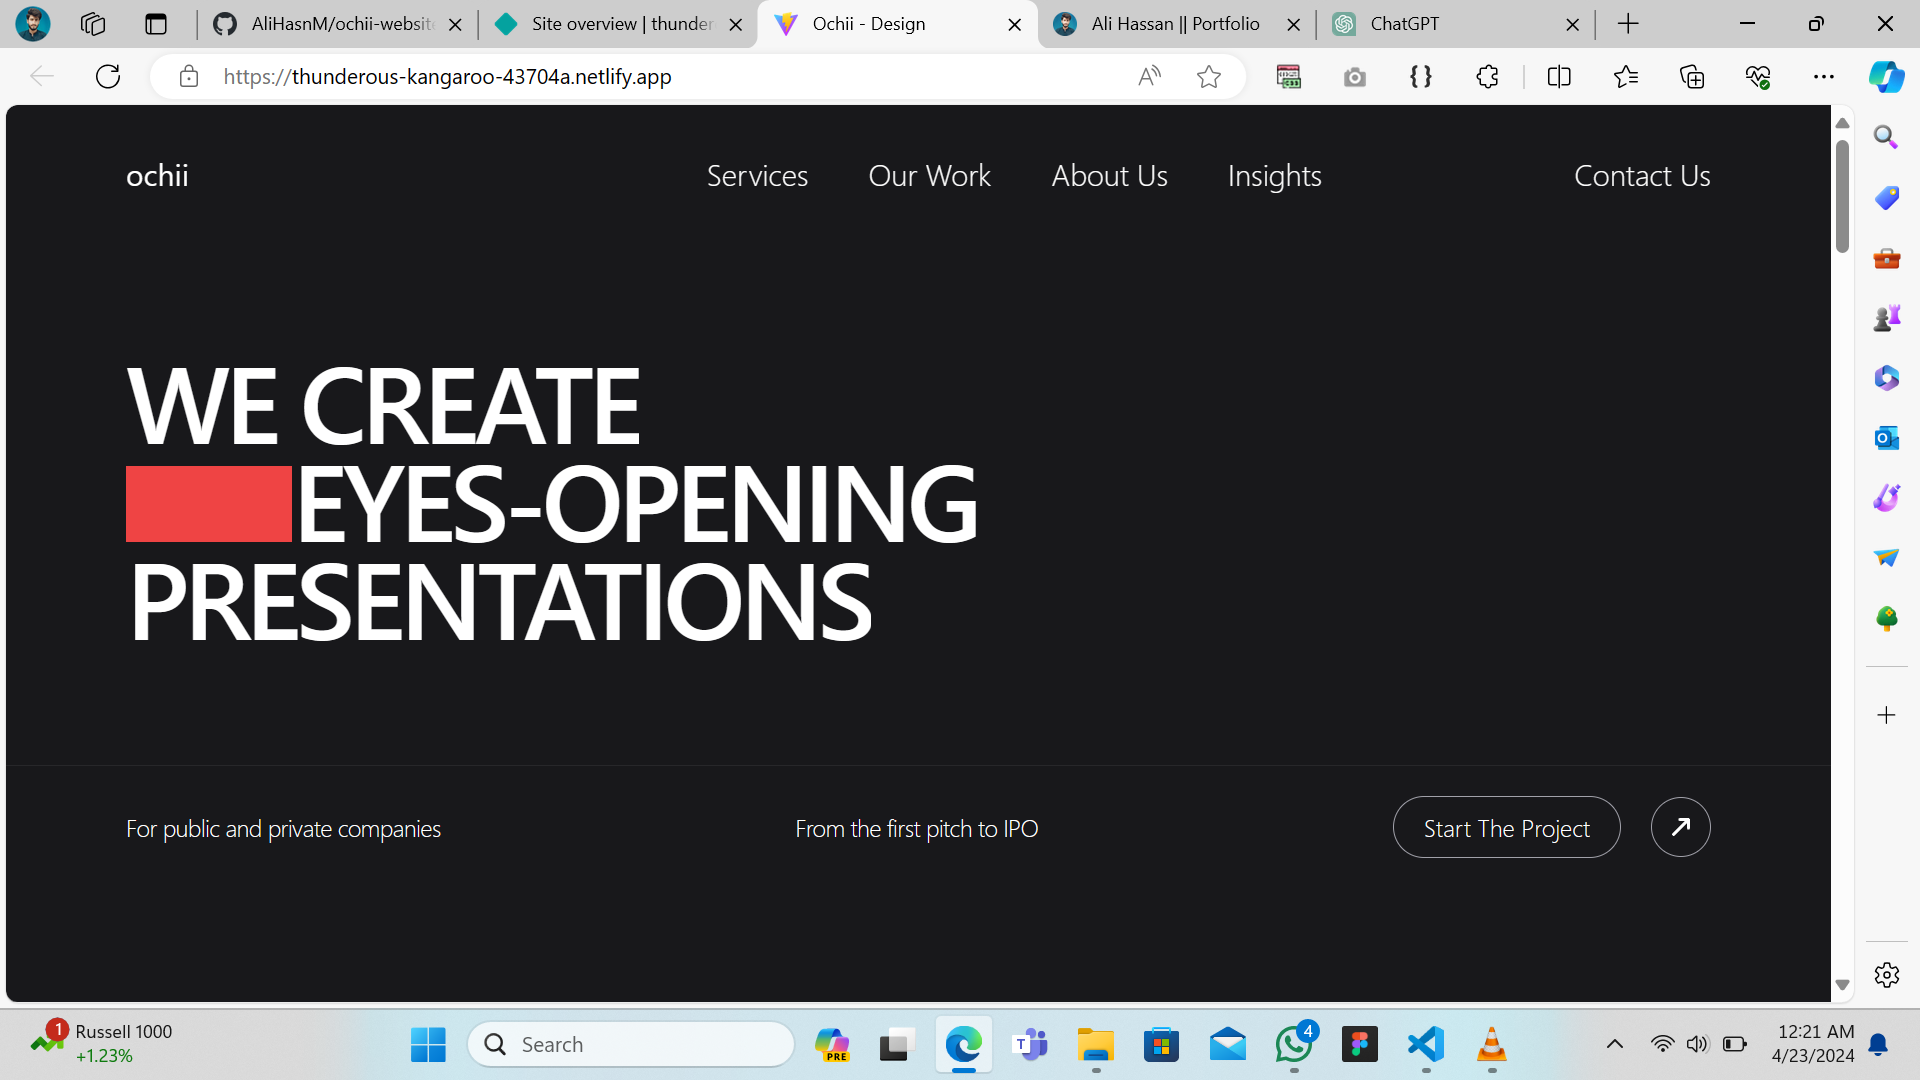 AliHasnM/ochii-website
Site overview | thunder
Ochii - Design
Ali Hassan || Portfolio
ChatGPT
https://thunderous-kangaroo-43704a.netlify.app
ochii
Services
Our Work
About Us
Insights
Contact Us
WE CREATE
EYES-OPENING
PRESENTATIONS
For public and private companies
From the first pitch to IPO
Start The Project
1
Russell 1000
+1.23%
Search
PRE
4
12:21 AM
4/23/2024